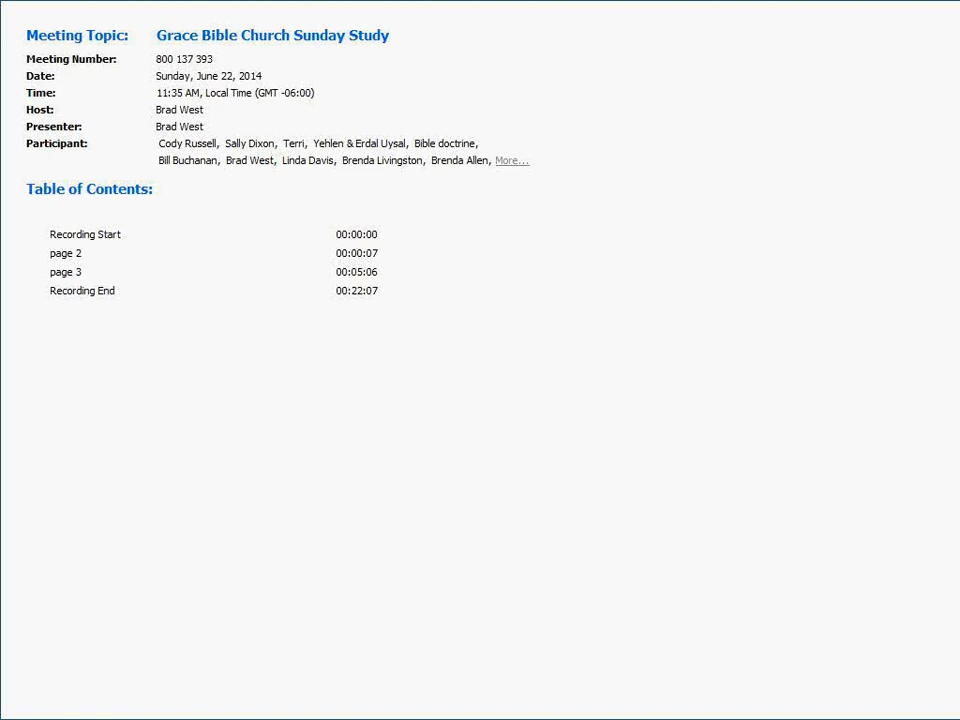 Meeting Topic: Grace Bible Church Sunday Study
Meeting Number: 800 137 393
Date: Sunday, June 22, 2014
Time: 11:35 AM, Local Time (GMT -06:00)
Host: Brad West
Presenter: Brad West
Participant: Cody Russell, Sally Dixon, Terri, Yehlen & Erdal Uysal, Bible doctrine,
Bill Buchanan, Brad West, Linda Davis, Brenda Livingston, Brenda Allen, More...
Table of Contents:
Recording Start 00:00:00
page 2 00:00:07
page 3 00:05:06
Recording End 00:22:07